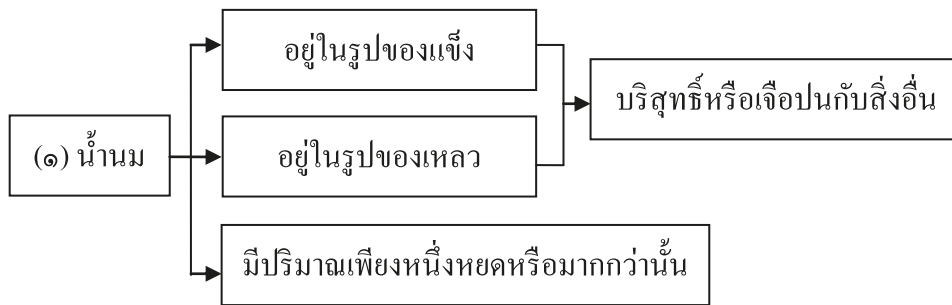 (๑) น้ำนม
อยู่ในรูปของแข็ง
อยู่ในรูปของเหลว
มีปริมาณเพียงหนึ่งหยดหรือมากกว่านั้น
บริสุทธิ์หรือเจือปนกับสิ่งอื่น